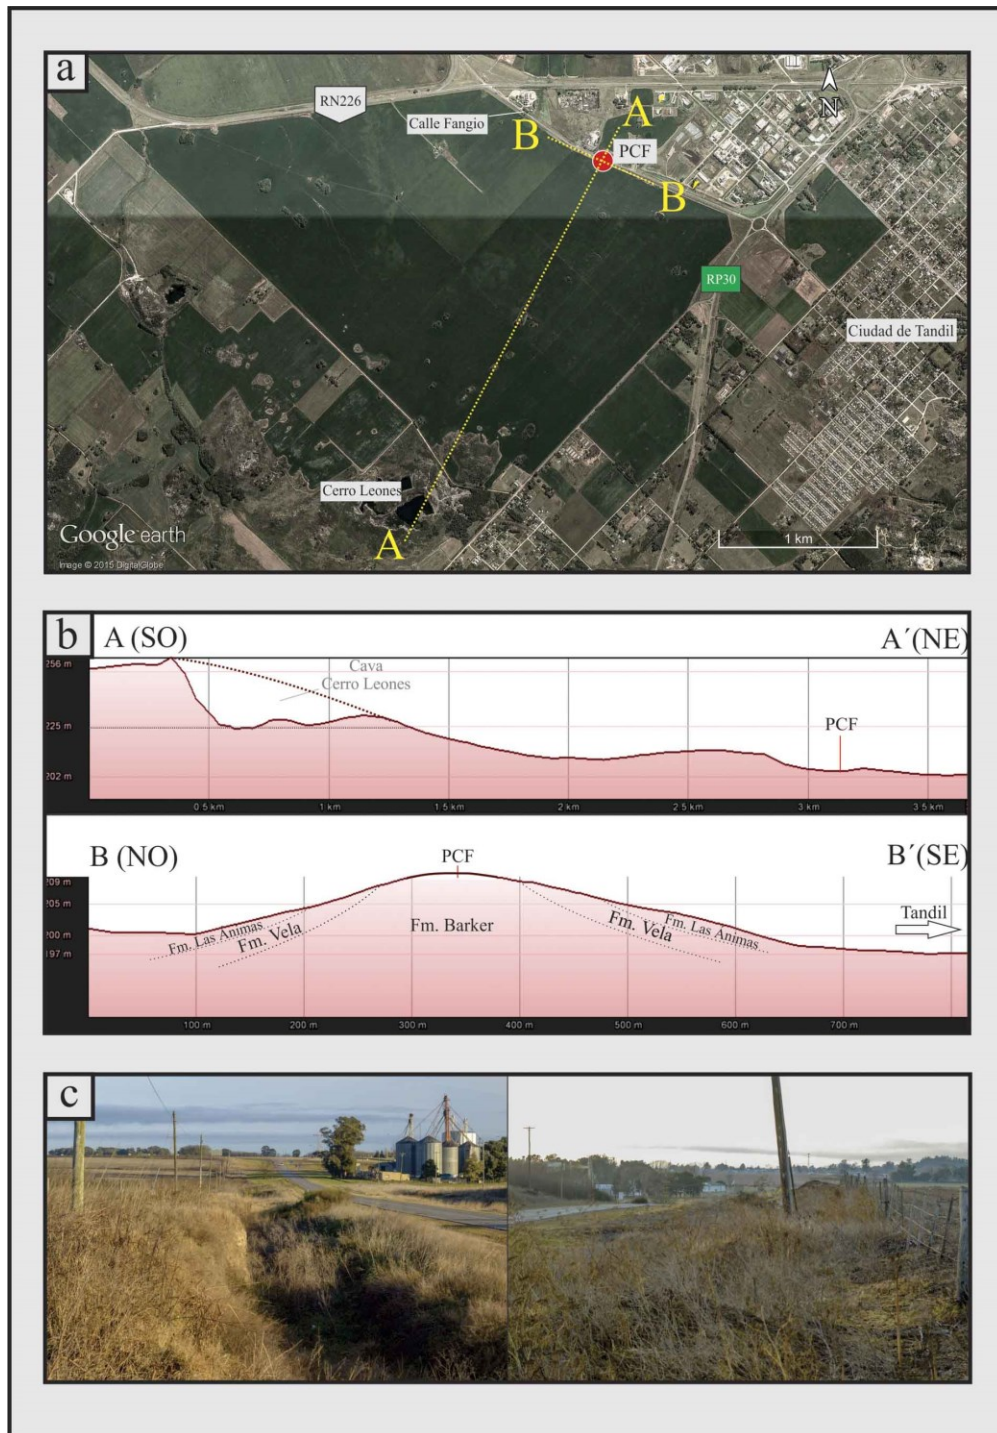 a
RN226
Calle Fangio
B
A
PCF
N
B´
RP30
Ciudad de Tandil
Cerro Leones
A
Google earth
Image © 2015 DigitalGlobe
1 km
b
A (SO)
A´(NE)
256 m
Cava
Cerro Leones
225 m
PCF
202 m
0 5 km
1 km
1.5 km
2 km
2 5 km
3 km
3 5 km
B (NO)
PCF
B´(SE)
209 m
205 m
Tandil
Fm. Las Animas
Fm. Vela
Fm. Barker
Fm. Vela
Fm. Las Animas
200 m
197 m
100 m
200 m
300 m
400 m
500 m
600 m
700 m
c